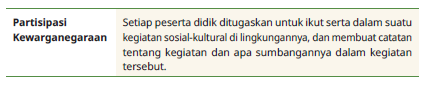 Partisipasi
Kewarganegaraan
Setiap peserta didik ditugaskan untuk ikut serta dalam suatu
kegiatan sosial-kultural di lingkungannya, dan membuat catatan
tentang kegiatan dan apa sumbangannya dalam kegiatan
tersebut.